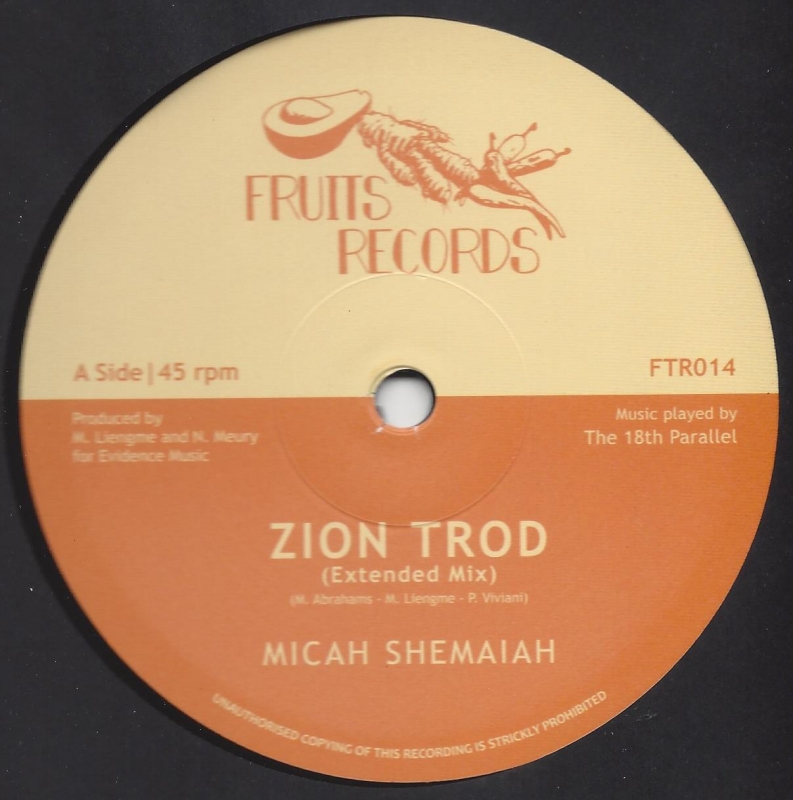 FRUITS
RECORDS
A Side | 45 rpm
FTR014
Produced by
M. Liengme and N. Meury
for Evidence Music
Music played by
The 18th Parallel
ZION TROD
(Extended Mix)
(M. Abrahams - M. Liengme - P. Viviani)
MICAH SHEMAIAH
UNAUTHORISED COPYING OF THIS RECORDING IS STRICTLY PROHIBITED